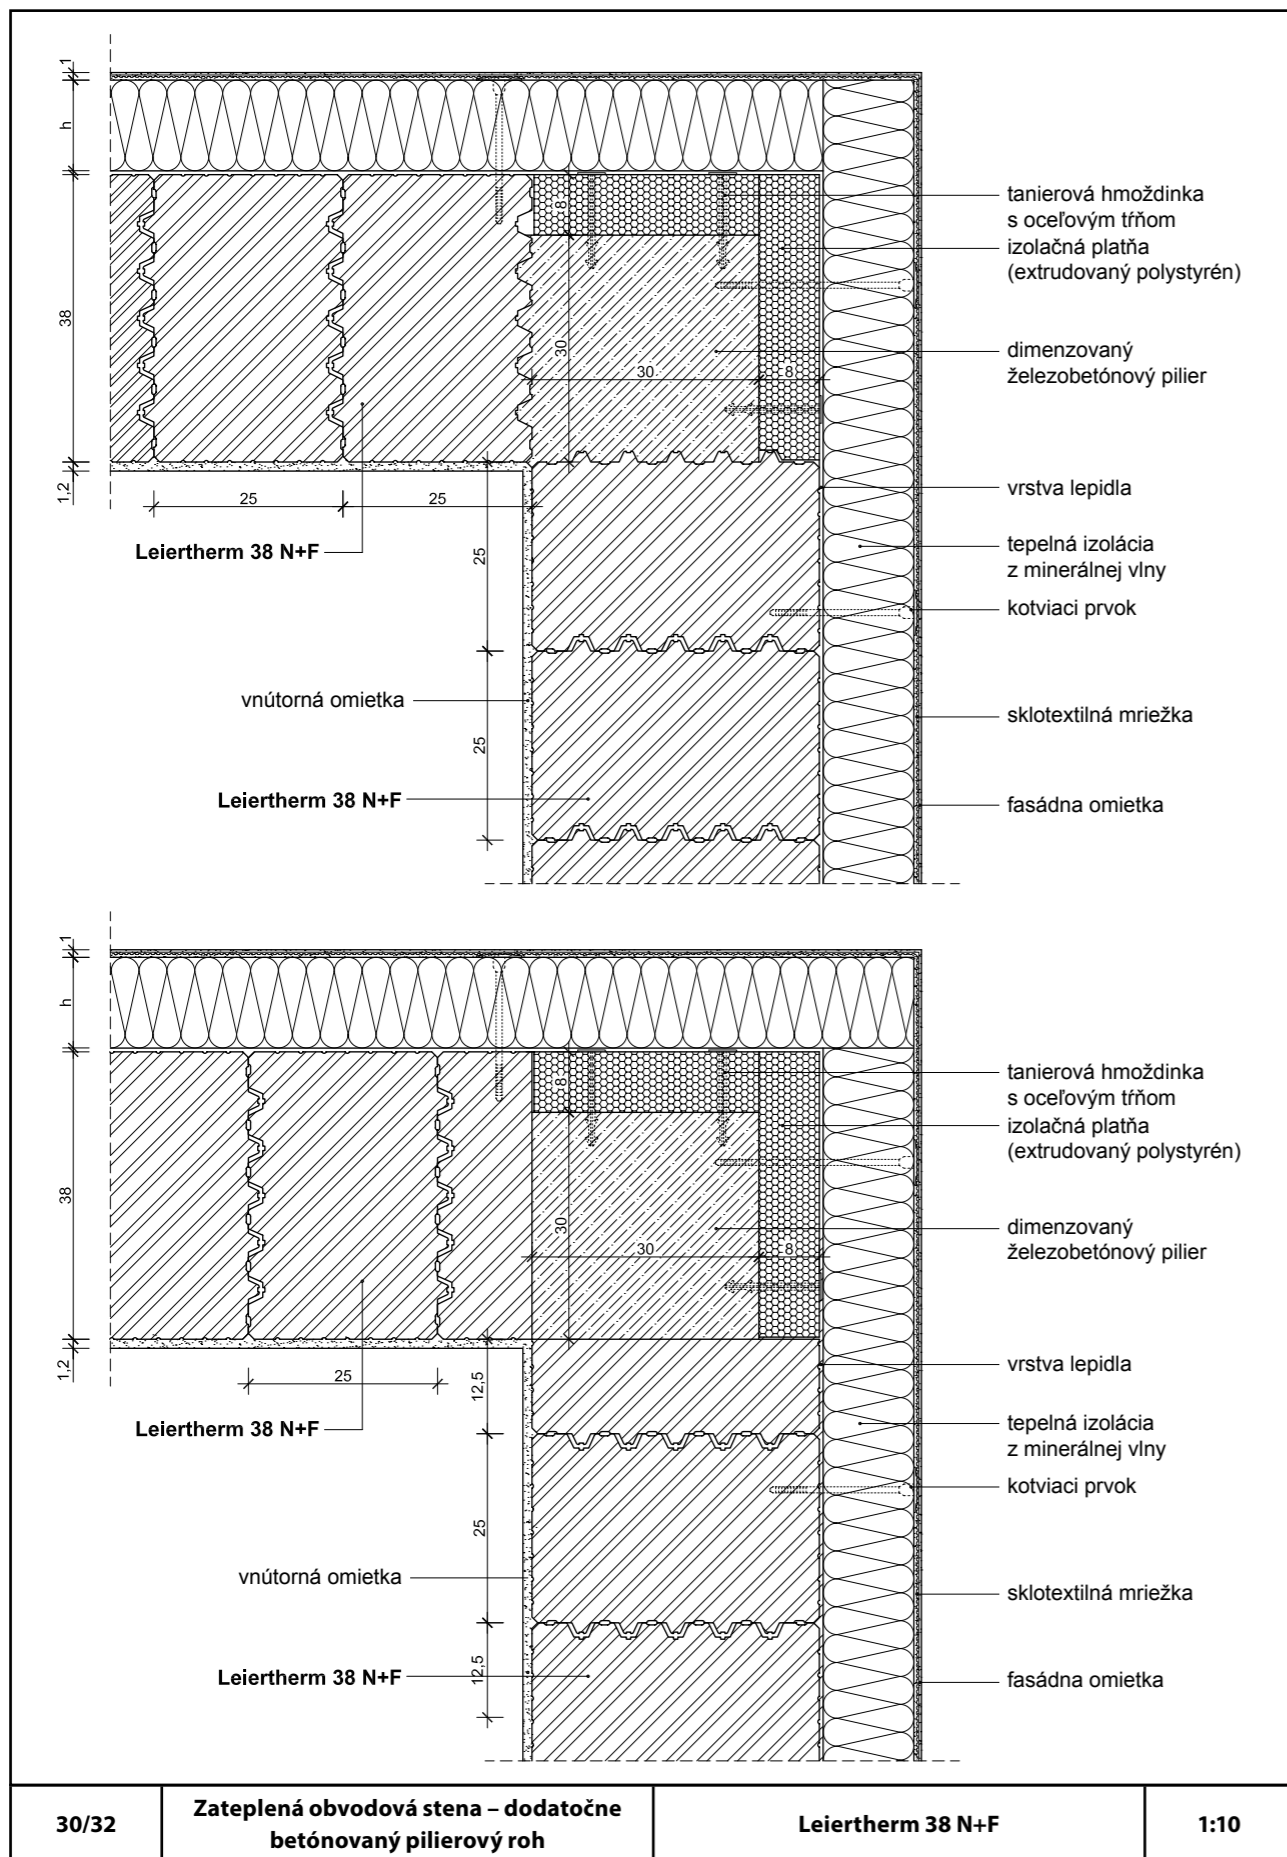 1
h
38
1,2
25
25
8
30
30
8
25
25
tanierová hmoždinka
s oceľovým tŕňom
izolačná platňa
(extrudovaný polystyrén)
dimenzovaný
železobetónový pilier
vrstva lepidla
Leiertherm 38 N+F
tepelná izolácia
z minerálnej vlny
kotviaci prvok
vnútorná omietka
sklotextilná mriežka
Leiertherm 38 N+F
fasádna omietka
1
h
38
1,2
25
8
30
30
8
12,5
25
12,5
tanierová hmoždinka
s oceľovým tŕňom
izolačná platňa
(extrudovaný polystyrén)
dimenzovaný
železobetónový pilier
vrstva lepidla
Leiertherm 38 N+F
tepelná izolácia
z minerálnej vlny
kotviaci prvok
vnútorná omietka
sklotextilná mriežka
Leiertherm 38 N+F
fasádna omietka
30/32
Zateplená obvodová stena – dodatočne
betónovaný pilierový roh
Leiertherm 38 N+F
1:10